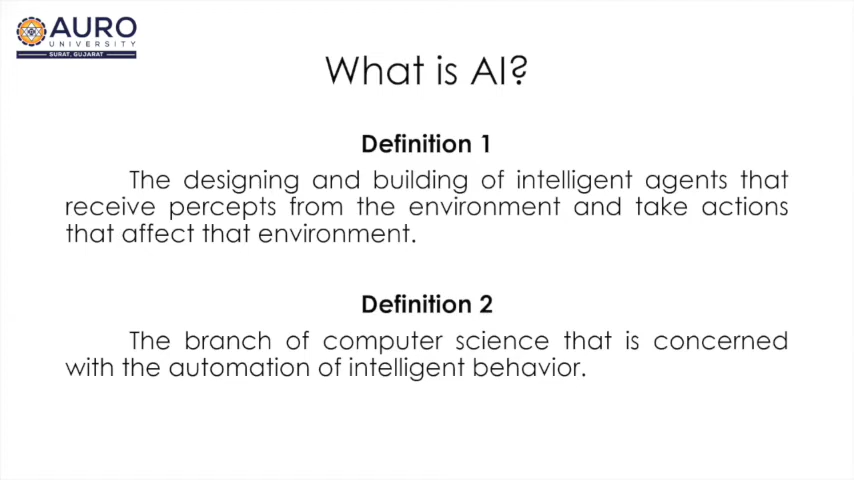 AURO
UNIVERSITY
SURAT, GUJARAT
What is AI?
Definition 1
The designing and building of intelligent agents that
receive percepts from the environment and take actions
that affect that environment.
Definition 2
The branch of computer science that is concerned
with the automation of intelligent behavior.